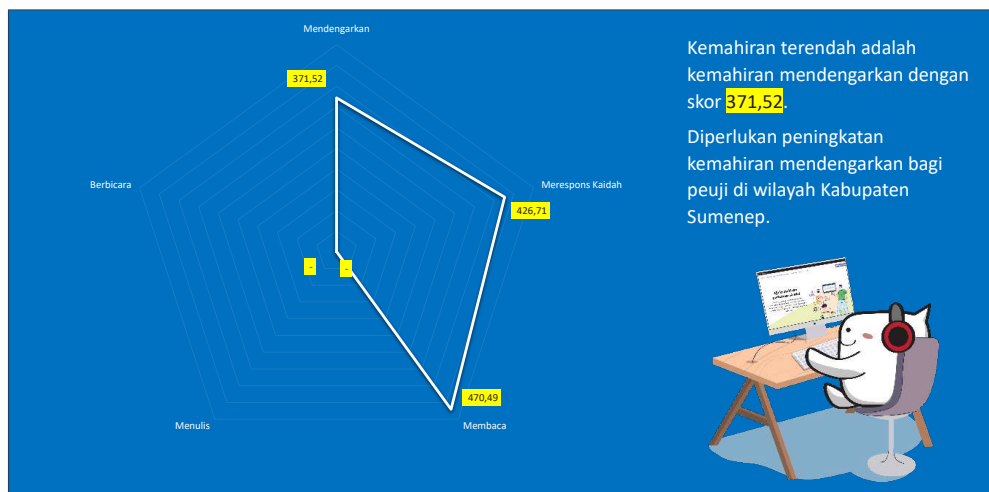 Mendengarkan
371,52
Berbicara
Merespons Kaidah
426,71
-
-
470,49
Menulis
Membaca
Kemahiran terendah adalah
kemahiran mendengarkan dengan
skor 371,52.
Diperlukan peningkatan
kemahiran mendengarkan bagi
peuji di wilayah Kabupaten
Sumenep.